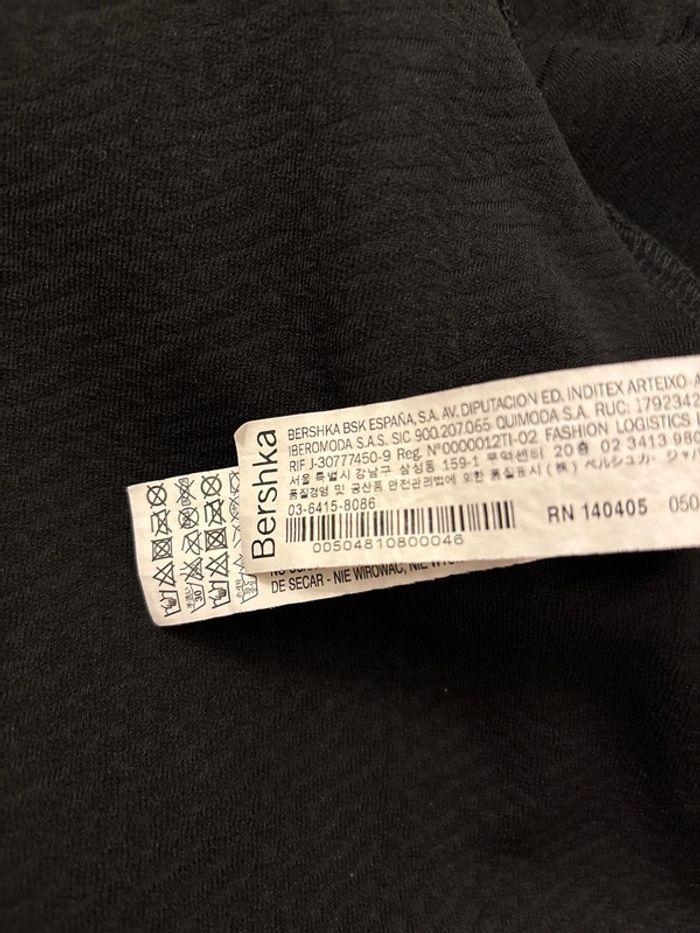 Bershka
BERSHKA BSK ESPAÑA, S.A. AV. DIPUTACION ED. INDITEX ARTEIXO. A
IBEROMODA S.A.S. SIC 900.207.065 QUIMODA S.A. RUC: 1792342
RIF J-30777450-9 Reg. Nº0000012TI-02 FASHION LOGISTICS
서울 특별시 강남구 삼성동 159-1 무역센터 20층 02 3413 98
품질경영 및 공산품 안전관리법에 의한 품질표시 (株) ベルシュカ・ジャパ
03-6415-8086
RN 140405 050
00504810800046
DE SECAR - NIE WIROWAĆ, NIE
30